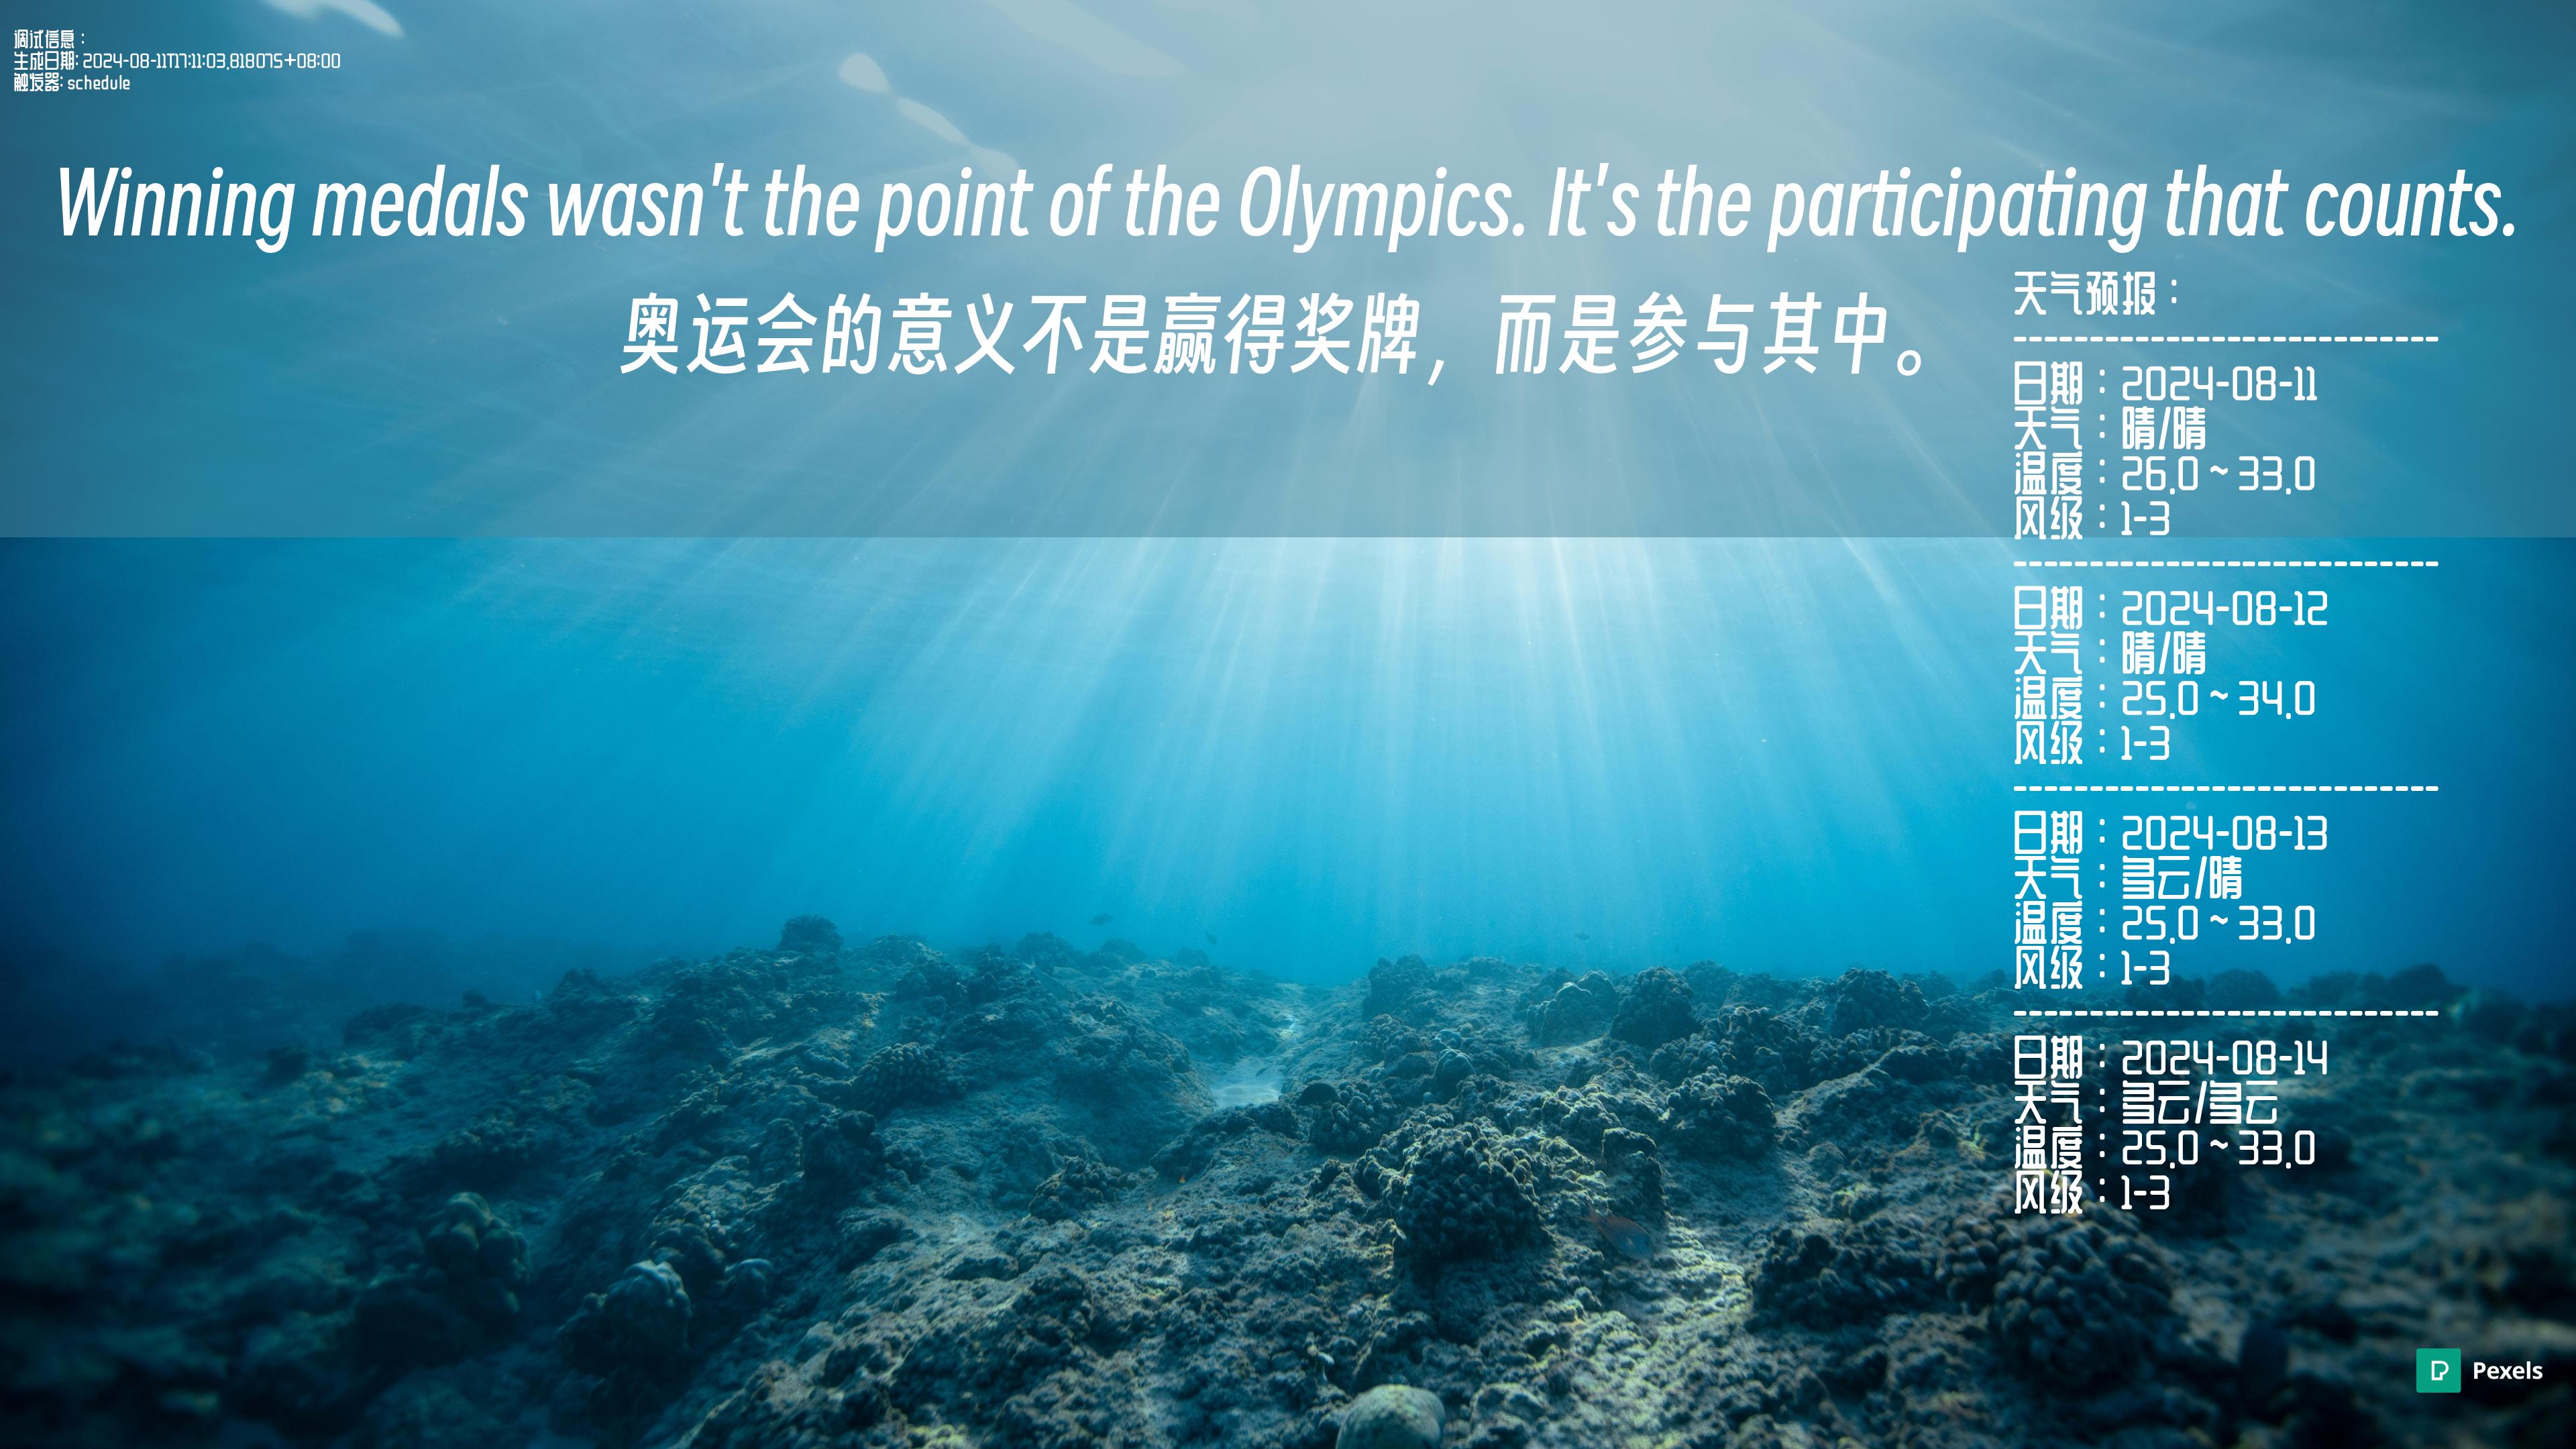 调试信息：
生成日期: 2024-08-11T17:11:03.818075+08:00
触发器: schedule
Winning medals wasn't the point of the Olympics. It's the participating that counts.
奥运会的意义不是赢得奖牌，而是参与其中。
天气预报：
----------------------------
日期：2024-08-11
天气：晴/晴
温度：26.0 ~ 33.0
风级：1-3
----------------------------
日期：2024-08-12
天气：晴/晴
温度：25.0 ~ 34.0
风级：1-3
----------------------------
日期：2024-08-13
天气：多云/晴
温度：25.0 ~ 33.0
风级：1-3
----------------------------
日期：2024-08-14
天气：多云/多云
温度：25.0 ~ 33.0
风级：1-3
Pexels